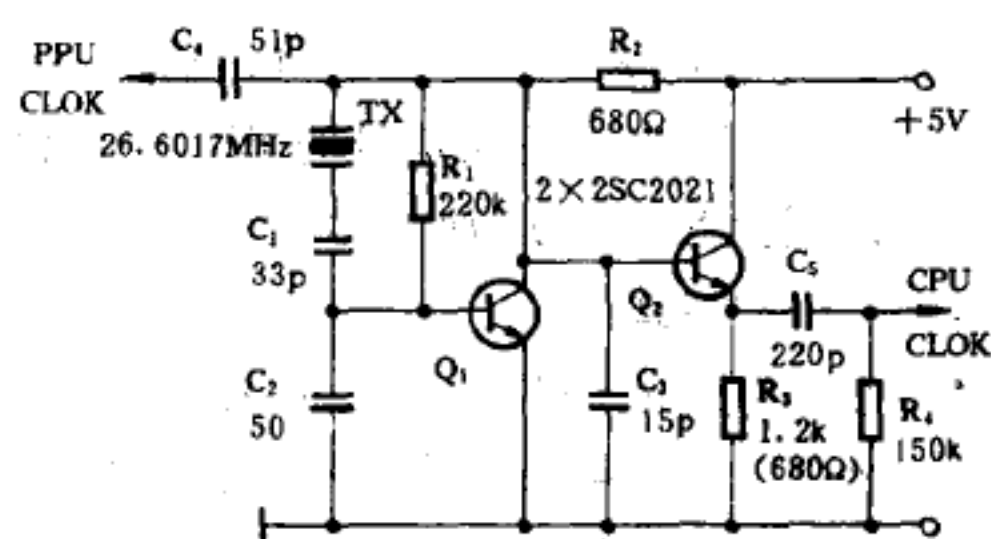 C₄ 51p
R₂
PPU
CLOK
TX
680Ω
+5V
26.6017MHz
R₁
220k
2×2SC2021
C₁
33p
C₅
CPU
CLOK
Q₂
220p
Q₁
C₂
50
C₃
15p
R₃
1.2k
(680Ω)
R₄
150k